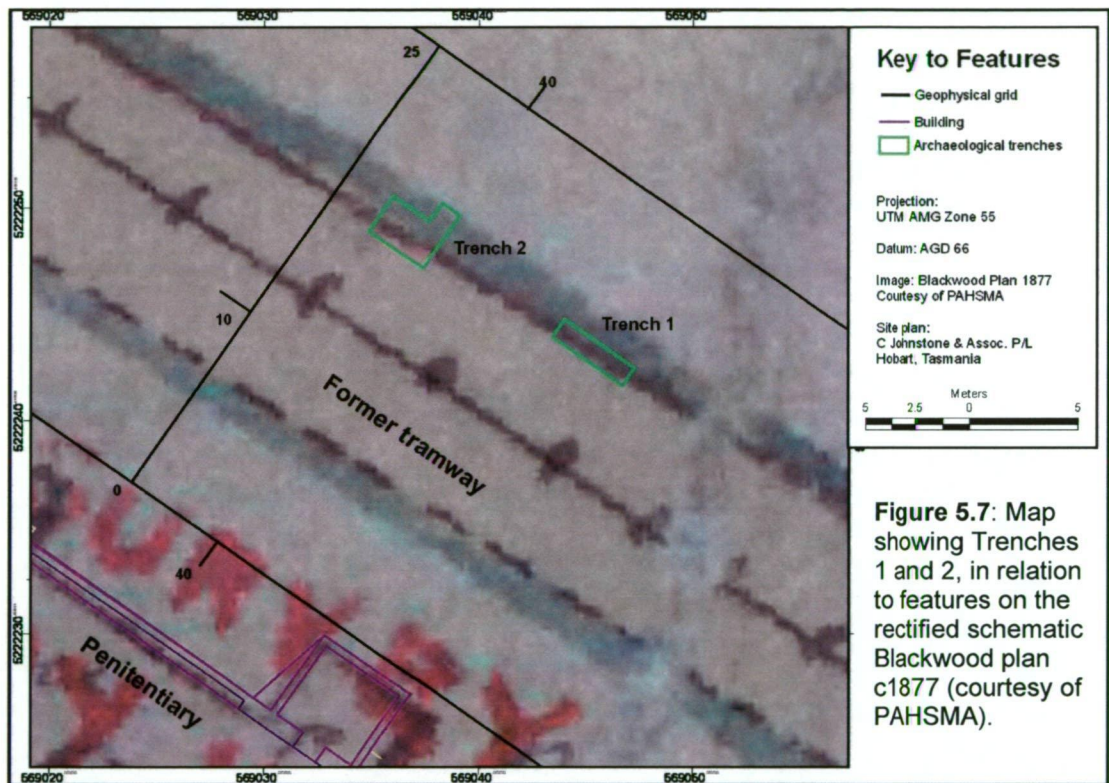 569020
569030
569040
569050
25
40
5222250
Trench 2
Trench 1
10
5222240
Former tramway
0
40
5222230
Penitentiary
569020
569030
569040
569050
Key to Features
Geophysical grid
Building
Archaeological trenches
Projection:
UTM AMG Zone 55
Datum: AGD 66
Image: Blackwood Plan 1877
Courtesy of PAHSMA
Site plan:
C Johnstone & Assoc. P/L
Hobart, Tasmania
Meters
5 2.5 0 5
Figure 5.7: Map
showing Trenches
1 and 2, in relation
to features on the
rectified schematic
Blackwood plan
c1877 (courtesy of
PAHSMA).